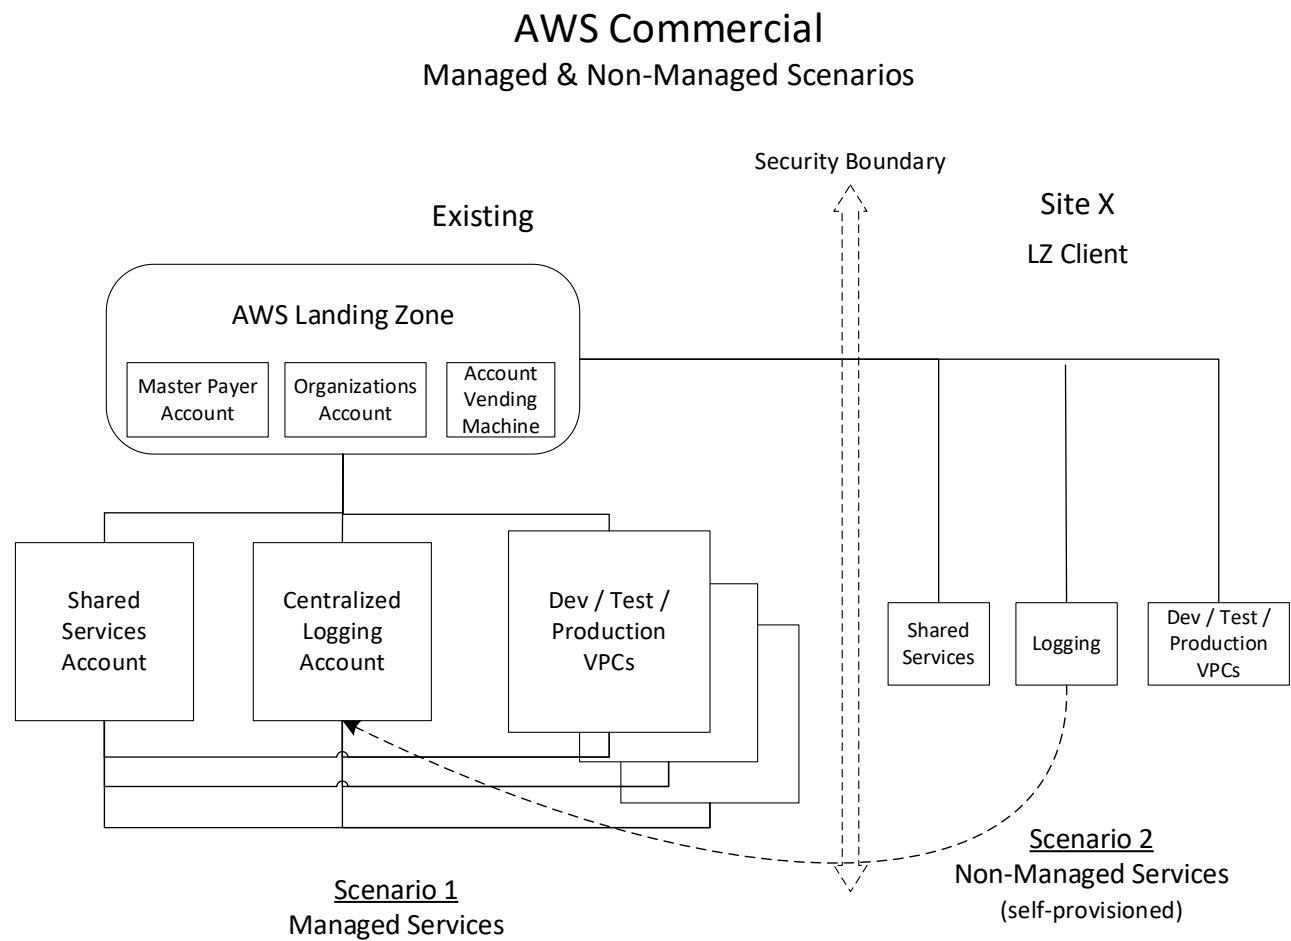 AWS Commercial
Managed & Non-Managed Scenarios
Security Boundary
Existing
Site X
LZ Client
AWS Landing Zone
Master Payer
Account
Organizations
Account
Account
Vending
Machine
Shared
Services
Account
Centralized
Logging
Account
Dev / Test /
Production
VPCs
Shared
Services
Logging
Dev / Test /
Production
VPCs
Scenario 1
Managed Services
Scenario 2
Non-Managed Services
(self-provisioned)